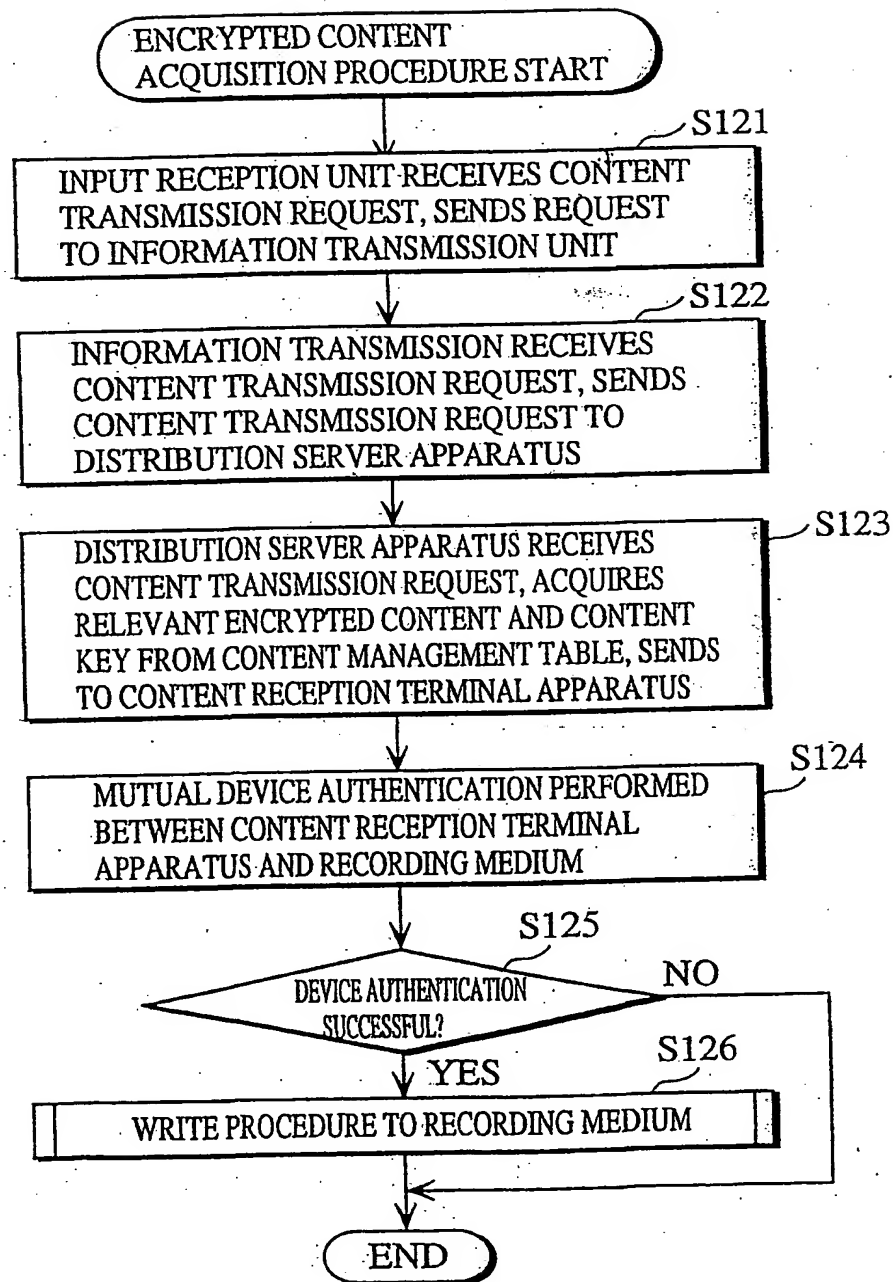 ENCRYPTED CONTENT
ACQUISITION PROCEDURE START
S121
INPUT RECEPTION UNIT RECEIVES CONTENT
TRANSMISSION REQUEST, SENDS REQUEST
TO INFORMATION TRANSMISSION UNIT
S122
INFORMATION TRANSMISSION RECEIVES
CONTENT TRANSMISSION REQUEST, SENDS
CONTENT TRANSMISSION REQUEST TO
DISTRIBUTION SERVER APPARATUS
S123
DISTRIBUTION SERVER APPARATUS RECEIVES
CONTENT TRANSMISSION REQUEST, ACQUIRES
RELEVANT ENCRYPTED CONTENT AND CONTENT
KEY FROM CONTENT MANAGEMENT TABLE, SENDS
TO CONTENT RECEPTION TERMINAL APPARATUS
S124
MUTUAL DEVICE AUTHENTICATION PERFORMED
BETWEEN CONTENT RECEPTION TERMINAL
APPARATUS AND RECORDING MEDIUM
S125
DEVICE AUTHENTICATION
SUCCESSFUL?
NO
YES
S126
WRITE PROCEDURE TO RECORDING MEDIUM
END